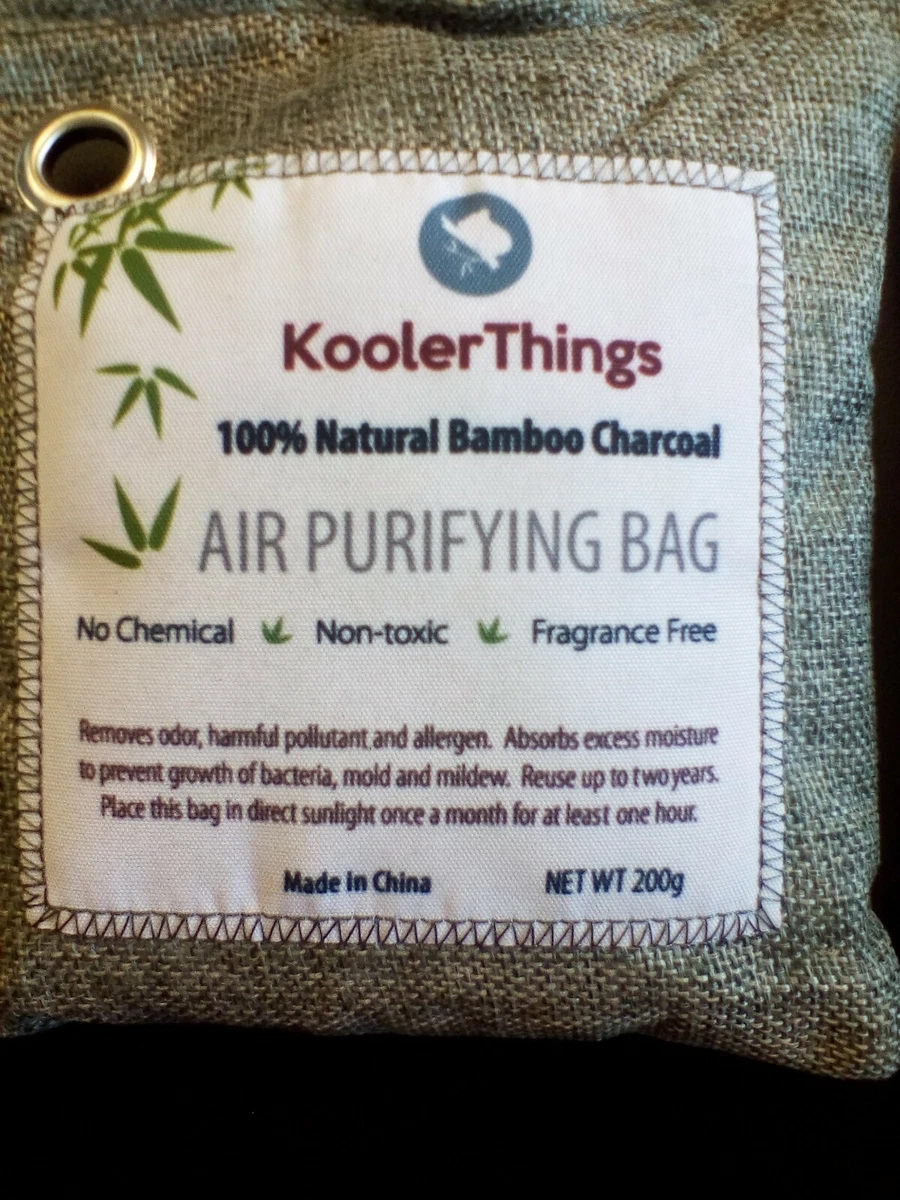 KoolerThings
100% Natural Bamboo Charcoal
AIR PURIFYING BAG
No Chemical Non-toxic Fragrance Free
Removes odor, harmful pollutant and allergen. Absorbs excess moisture
to prevent growth of bacteria, mold and mildew. Reuse up to two years.
Place this bag in direct sunlight once a month for at least one hour.
Made in China NET WT 200g